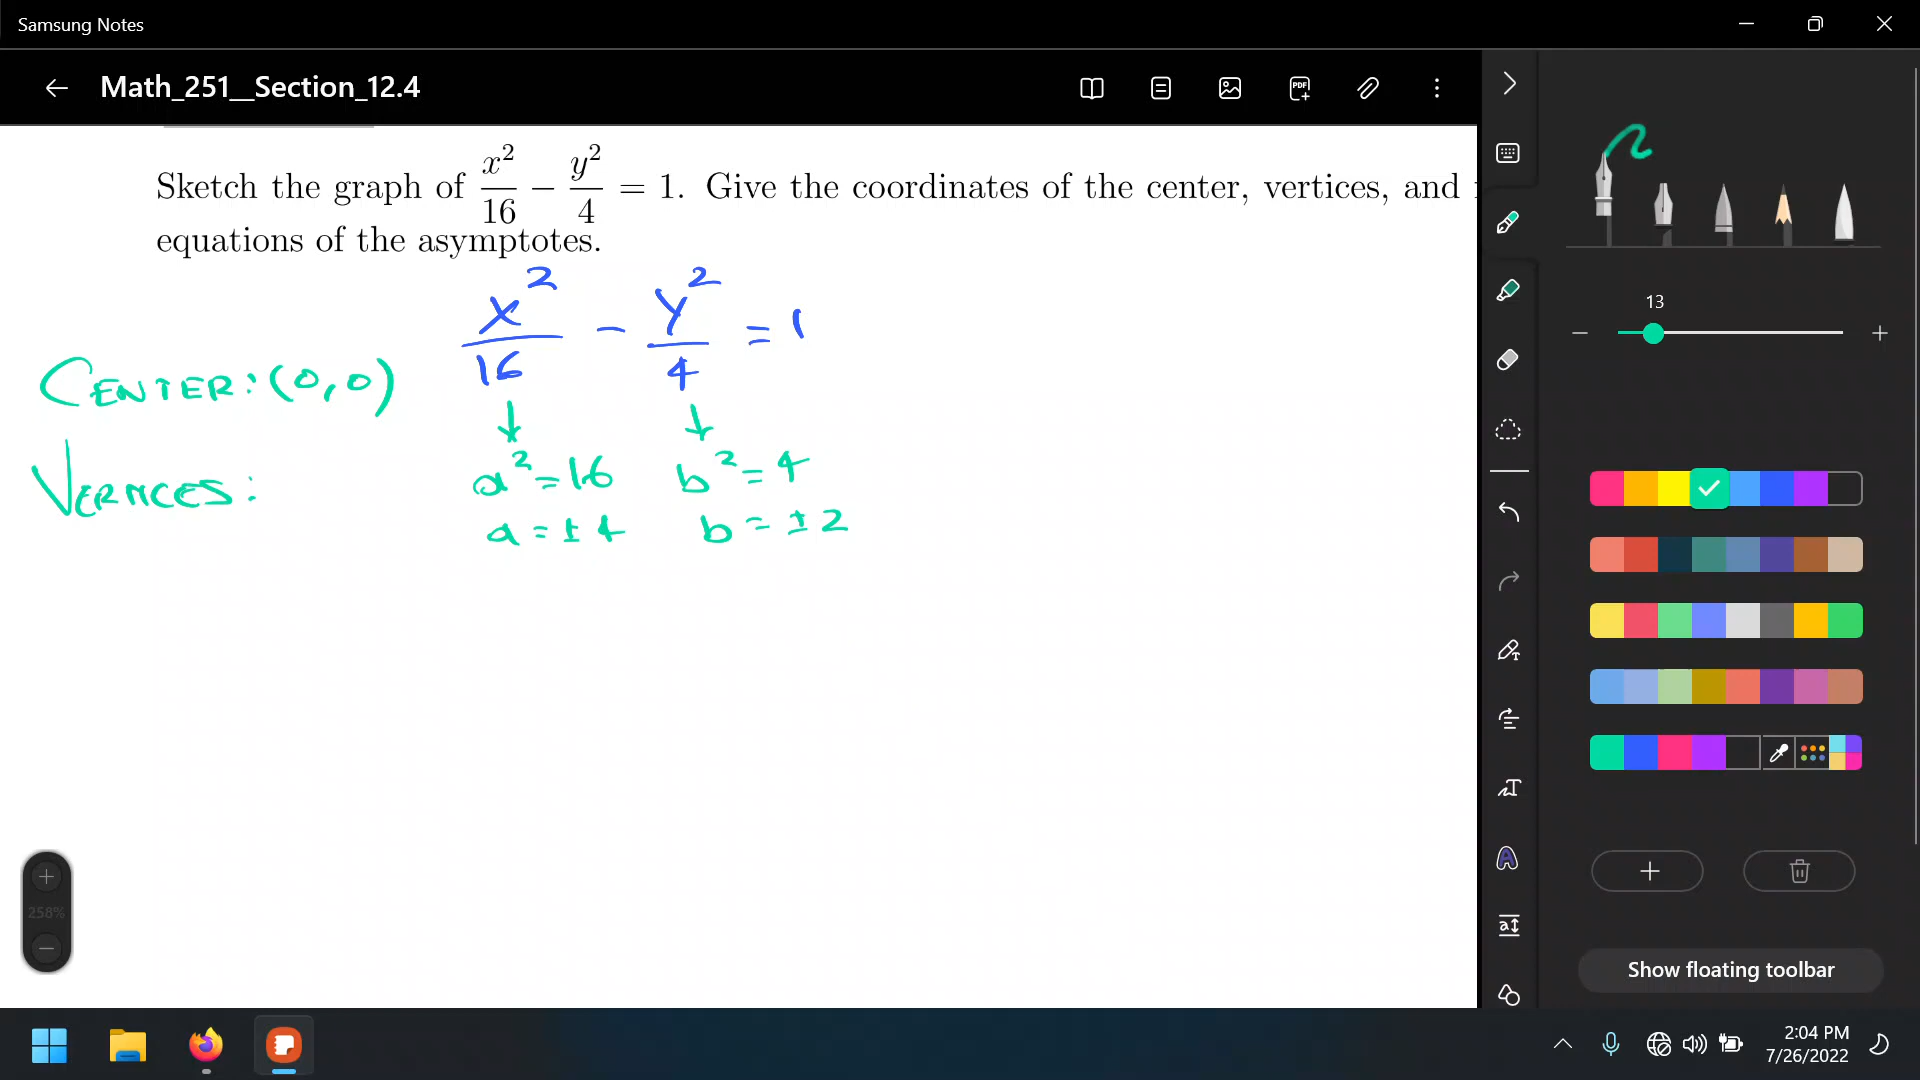 Samsung Notes
Math_251__Section_12.4
Sketch the graph of x²/16 − y²/4 = 1. Give the coordinates of the center, vertices, and
equations of the asymptotes.
x²/16 − y²/4 = 1
CENTER: (0,0)
VERTICES:
a² = 16 b² = 4
a = ±4 b = ±2
PDF
13
258%
A
Show floating toolbar
2:04 PM
7/26/2022